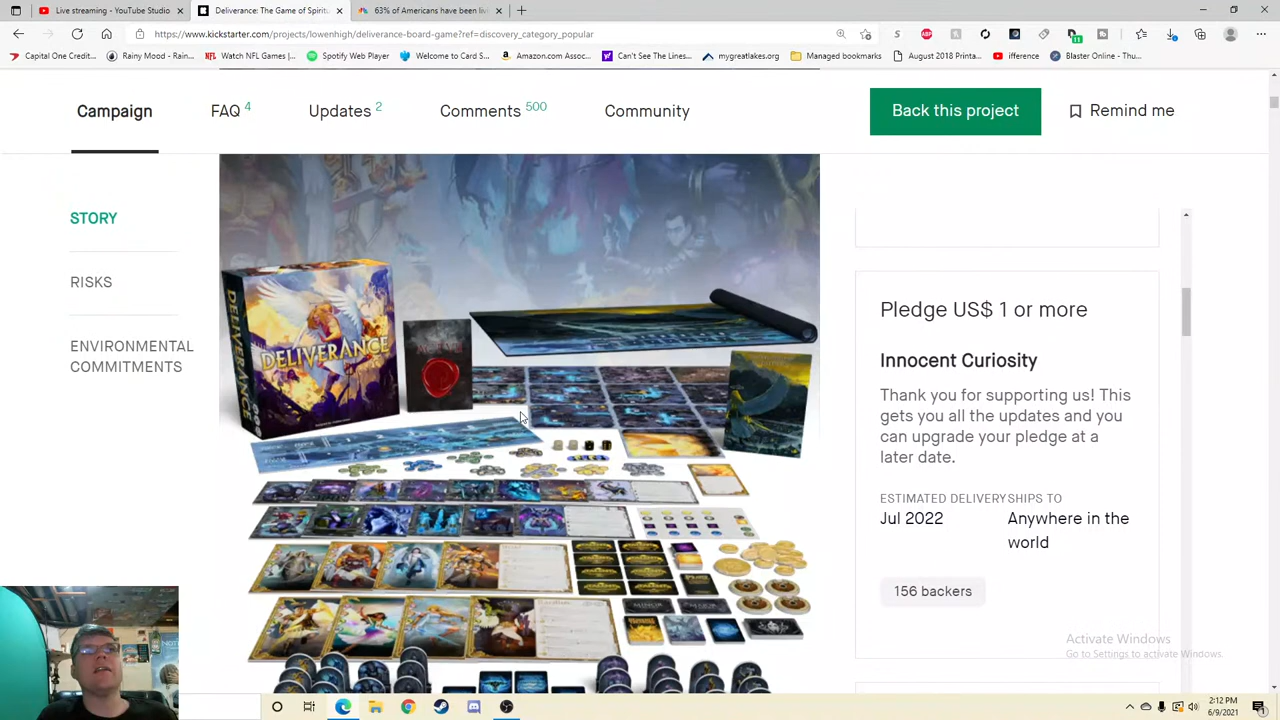 Live streaming - YouTube Studio
Deliverance: The Game of Spiritu
63% of Americans have been livi
https://www.kickstarter.com/projects/lowenhigh/deliverance-board-game?ref=discovery_category_popular
Capital One Credit...
Rainy Mood - Rainy...
Watch NFL Games |...
Spotify Web Player
Welcome to Card S...
Amazon.com Assoc...
Can't See The Lines...
mygreatlakes.org
Managed bookmarks
August 2018 Printa...
ifference
Blaster Online - Thu...
Campaign
FAQ 4
Updates 2
Comments 500
Community
Back this project
Remind me
STORY
RISKS
ENVIRONMENTAL
COMMITMENTS
DELIVERANCE
DELIVERANCE
Pledge US$ 1 or more
Innocent Curiosity
Thank you for supporting us! This
gets you all the updates and you
can upgrade your pledge at a
later date.
ESTIMATED DELIVERY
Jul 2022
SHIPS TO
Anywhere in the
world
156 backers
Activate Windows
Go to Settings to activate Windows.
2:12 PM
6/9/2021